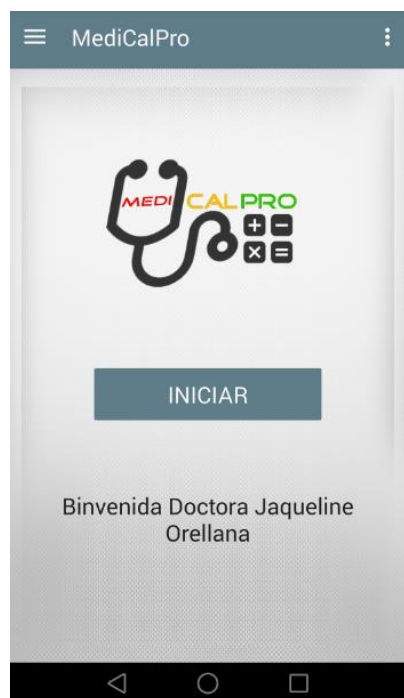 MediCalPro
MEDI CALPRO
INICIAR
Binvenida Doctora Jaqueline
Orellana